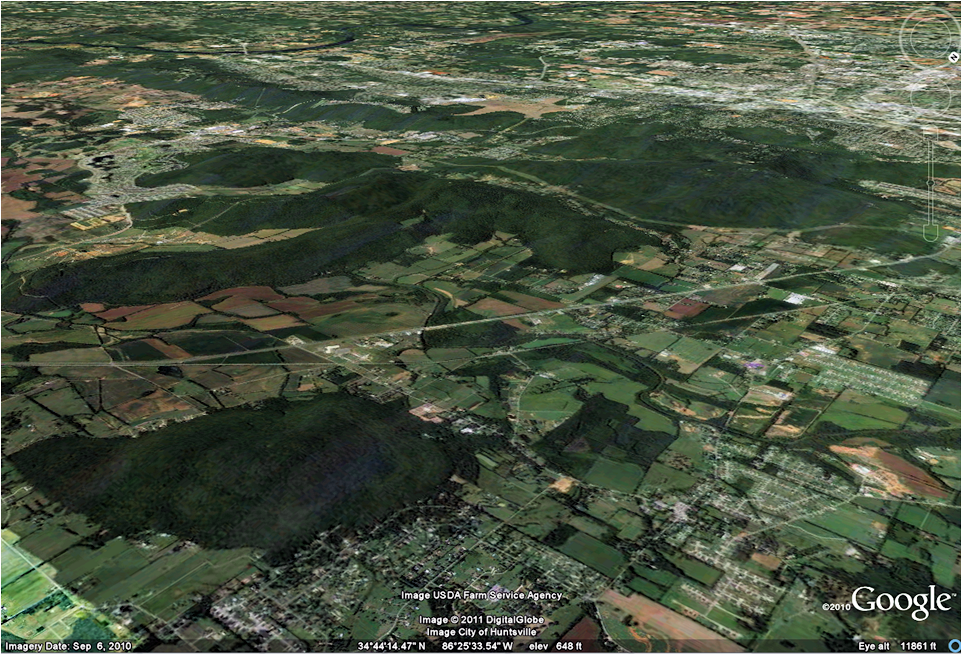 Image USDA Farm Service Agency
Image © 2011 DigitalGlobe
Image City of Huntsville
©2010 Google™
Imagery Date: Sep 6, 2010 34°44'14.47" N 86°25'33.54" W elev 648 ft Eye alt 11861 ft